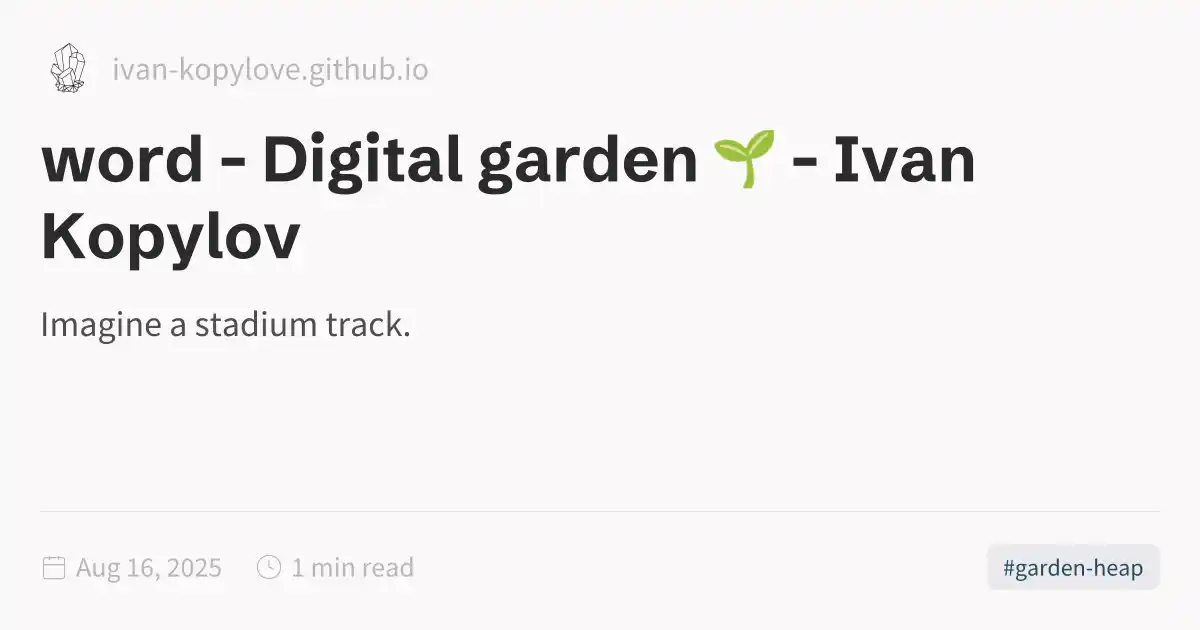 ivan-kopylove.github.io
word - Digital garden 🌱 - Ivan
Kopylov
Imagine a stadium track.
Aug 16, 2025
1 min read
#garden-heap